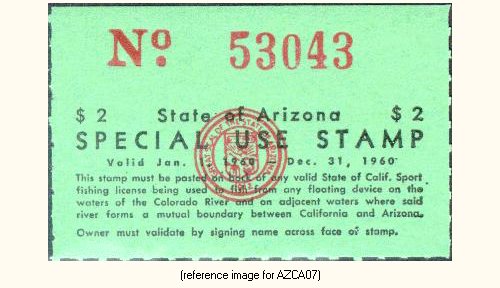 Nº 53043
$ 2 State of Arizona $ 2
SPECIAL USE STAMP
Valid Jan. 1, 1960 — Dec. 31, 1960
This stamp must be pasted on back of any valid State of Calif. Sport
fishing license being used to fish from any floating device on the
waters of the Colorado River and on adjacent waters where said
river forms a mutual boundary between California and Arizona.
Owner must validate by signing name across face of stamp.
(reference image for AZCA07)